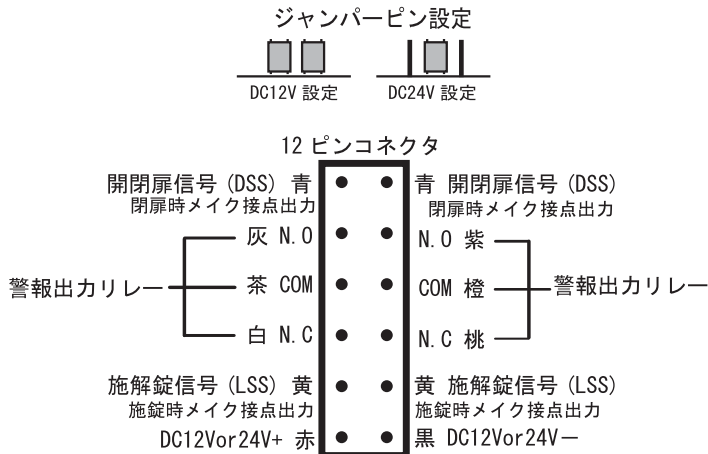 ジャンパーピン設定
DC12V 設定 DC24V 設定
12 ピンコネクタ
開閉扉信号 (DSS) 青 青 開閉扉信号 (DSS)
閉扉時メイク接点出力 閉扉時メイク接点出力
灰 N.O N.O 紫
警報出力リレー 茶 COM COM 橙 警報出力リレー
白 N.C N.C 桃
施解錠信号 (LSS) 黄 黄 施解錠信号 (LSS)
施錠時メイク接点出力 施錠時メイク接点出力
DC12Vor24V+ 赤 黒 DC12Vor24V－